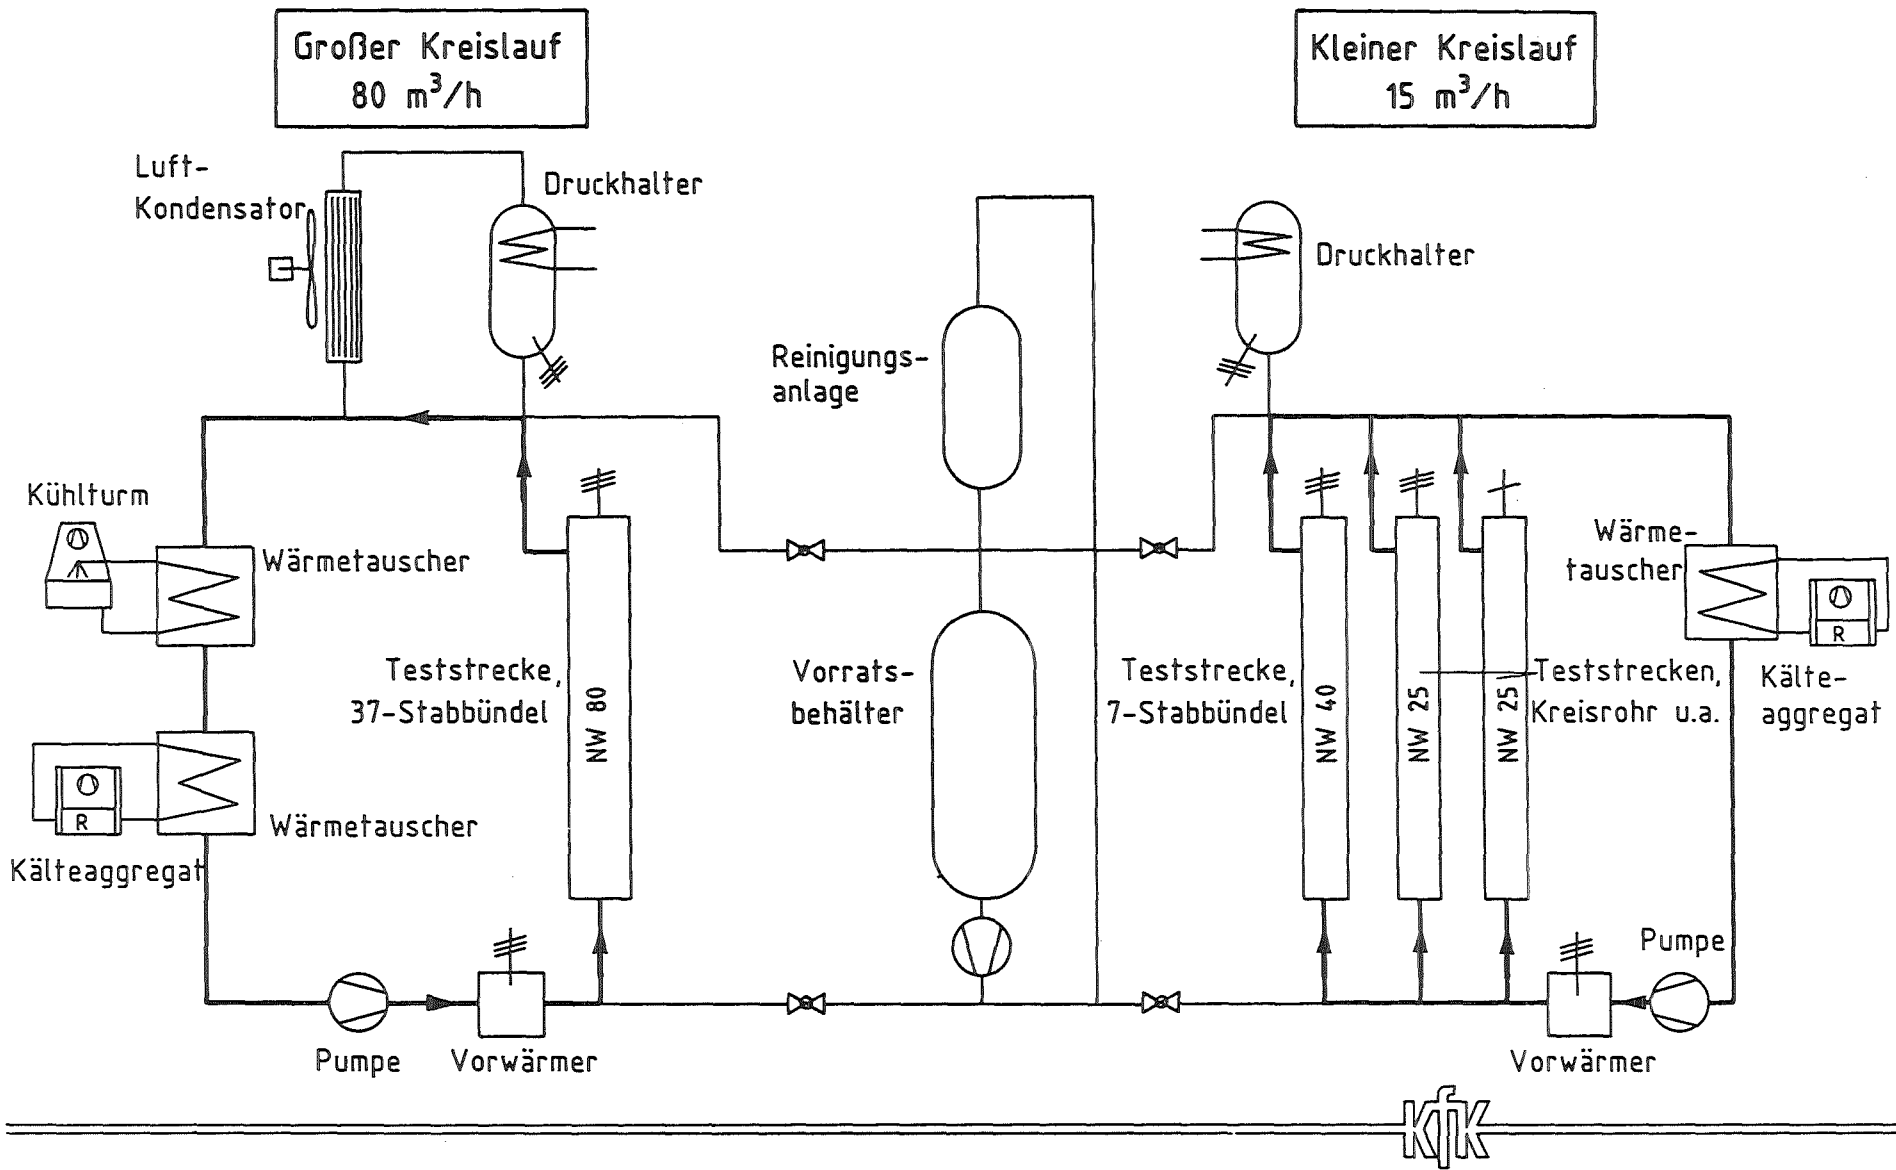 Großer Kreislauf
80 m³/h
Kleiner Kreislauf
15 m³/h
Luft-
Kondensator
Druckhalter
Druckhalter
Reinigungs-
anlage
Kühlturm
Wärmetauscher
Wärme-
tauscher
R
Teststrecke,
37-Stabbündel
NW 80
Vorrats-
behälter
Teststrecke,
7-Stabbündel
NW 40
NW 25
NW 25
Teststrecken,
Kreisrohr u.a.
Kälte-
aggregat
R
Wärmetauscher
Kälteaggregat
Pumpe
Pumpe
Vorwärmer
Vorwärmer
KfK